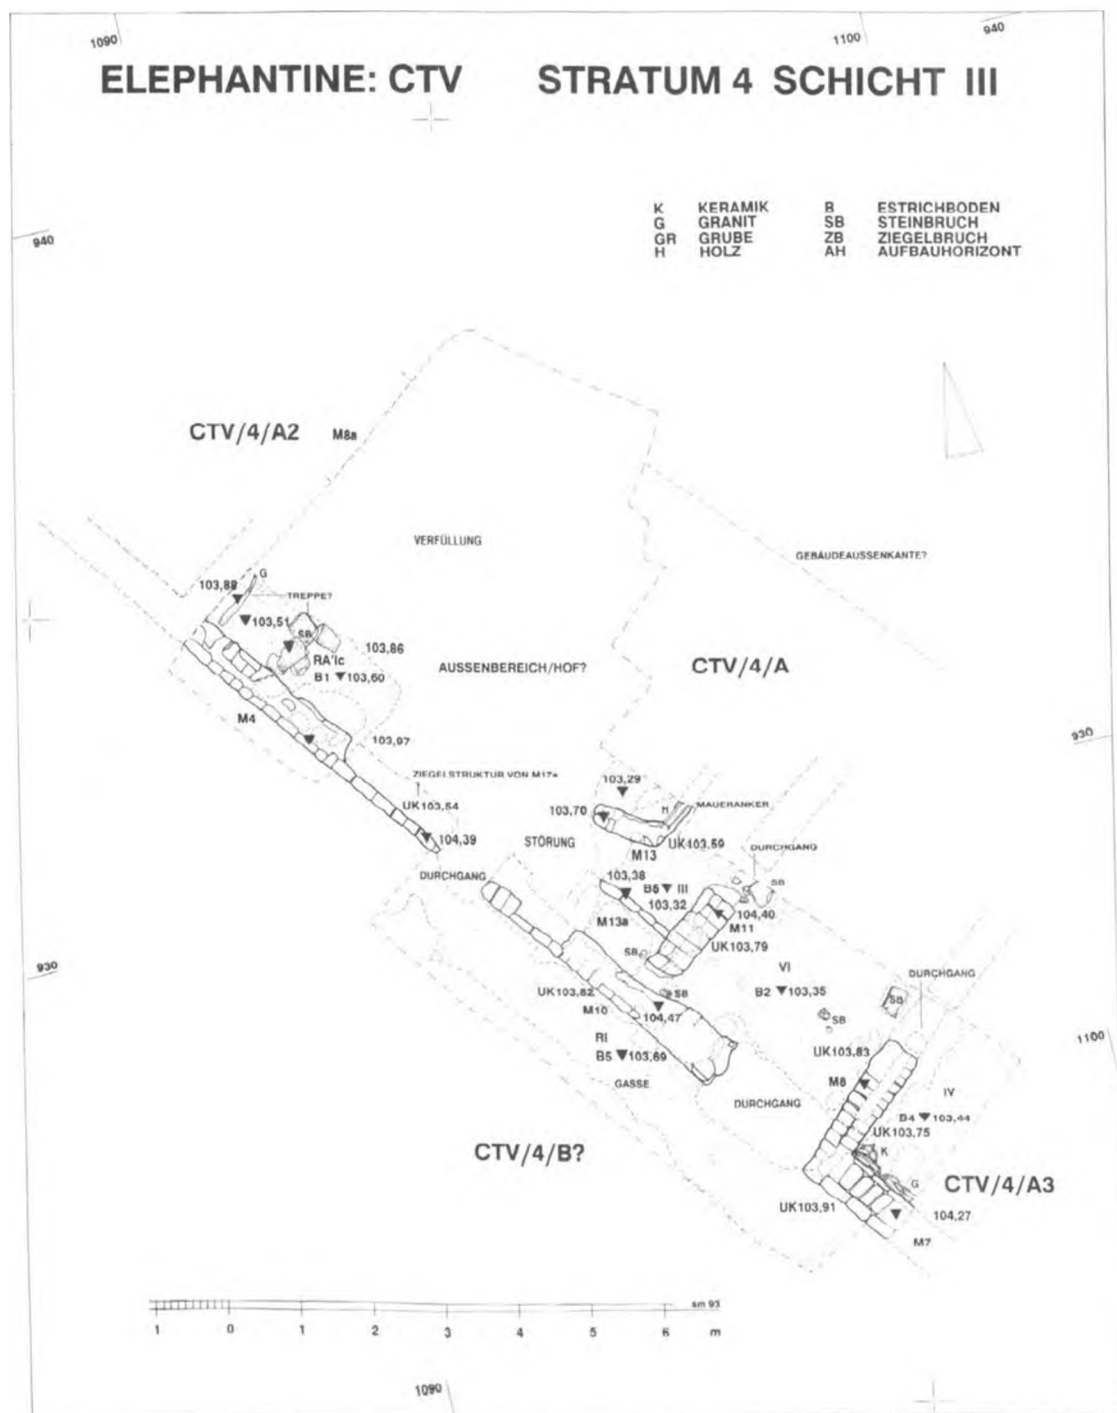 1090
1100
940
ELEPHANTINE: CTV STRATUM 4 SCHICHT III
K KERAMIK B ESTRICHBODEN
G GRANIT SB STEINBRUCH
GR GRUBE ZB ZIEGELBRUCH
H HOLZ AH AUFBAUHORIZONT
940
CTV/4/A2 M8a
VERFÜLLUNG
GEBÄUDEAUSSENKANTE?
G
103,88
TREPPE?
103,51
SB
103,86
RA'Ic
B1 103,60
AUSSENBEREICH/HOF?
CTV/4/A
M4
103,97
930
ZIEGELSTRUKTUR VON M17a
103,29
UK103,54
103,70
H
MAUERANKER
104,39
STÖRUNG
UK103,59
M13
DURCHGANG
DURCHGANG
103,38
B5 III
SB
103,32
104,40
M13a
M11
UK103,79
SB
VI
930
DURCHGANG
UK103,82
SB
B2 103,35
SB
M10
104,47
SB
RI
UK103,83
1100
B5 103,69
GASSE
M6
IV
DURCHGANG
B4 103,44
UK103,75
CTV/4/B?
K
G
CTV/4/A3
UK103,91
104,27
M7
sm 93
1 0 1 2 3 4 5 6 m
1090